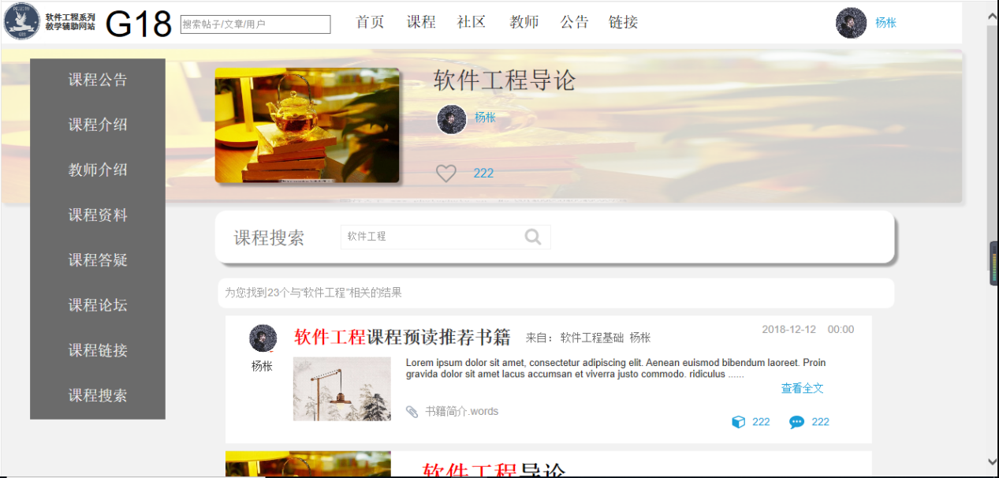 软件工程系列
教学辅助网站
G18
搜索帖子/文章/用户
首页 课程 社区 教师 公告 链接
杨枨
课程公告
课程介绍
教师介绍
课程资料
课程答疑
课程论坛
课程链接
课程搜索
软件工程导论
杨枨
222
课程搜索
软件工程
为您找到23个与“软件工程”相关的结果
软件工程课程预读推荐书籍 来自：软件工程基础 杨枨
2018-12-12 00:00
杨枨
Lorem ipsum dolor sit amet, consectetur adipiscing elit. Aenean euismod bibendum laoreet. Proin
gravida dolor sit amet lacus accumsan et viverra justo commodo. ridiculus ......
查看全文
书籍简介.words
222 222
软件工程导论